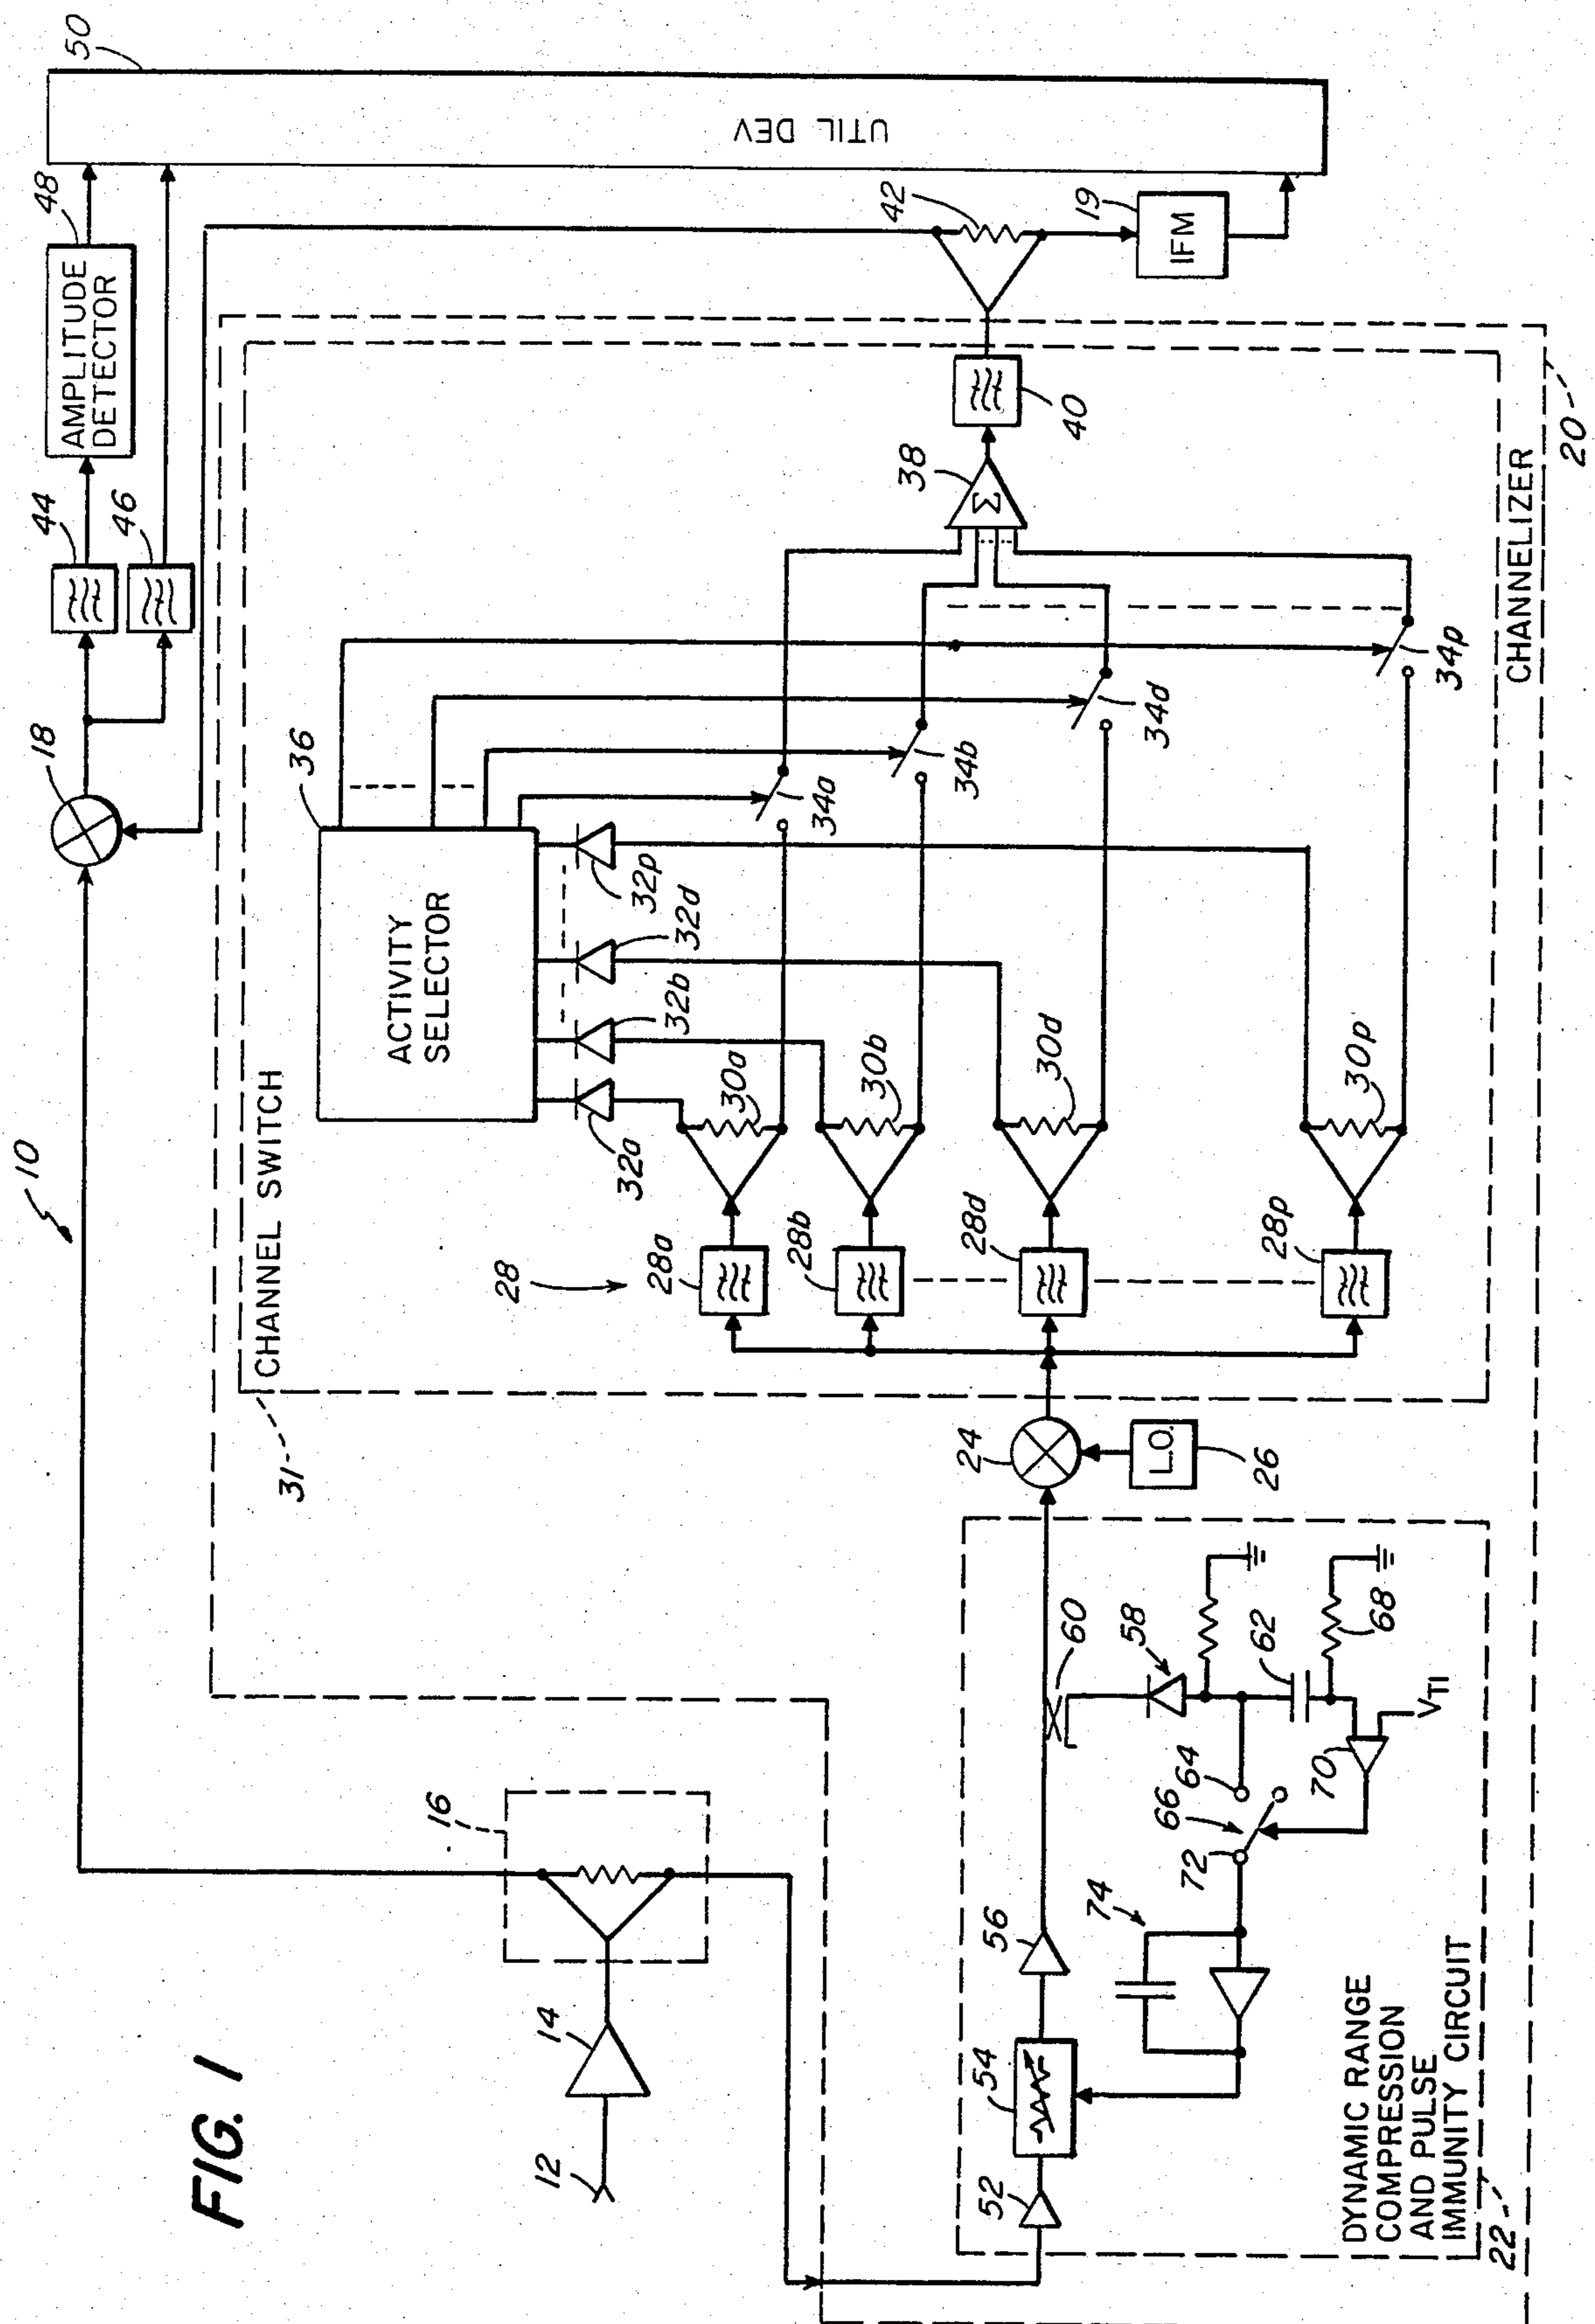 FIG. 1
10
12
14
16
18
44
46
AMPLITUDE
DETECTOR
48
50
UTIL DEV
42
19
IFM
31
CHANNEL SWITCH
36
ACTIVITY
SELECTOR
32a
32b
32d
32p
34a
34b
34d
34p
30a
30b
30d
30p
28
28a
28b
28d
28p
38
Σ
40
CHANNELIZER
20
24
L.O.
26
52
54
56
60
58
62
64
66
68
70
VTI
72
74
DYNAMIC RANGE
COMPRESSION
AND PULSE
IMMUNITY CIRCUIT
22